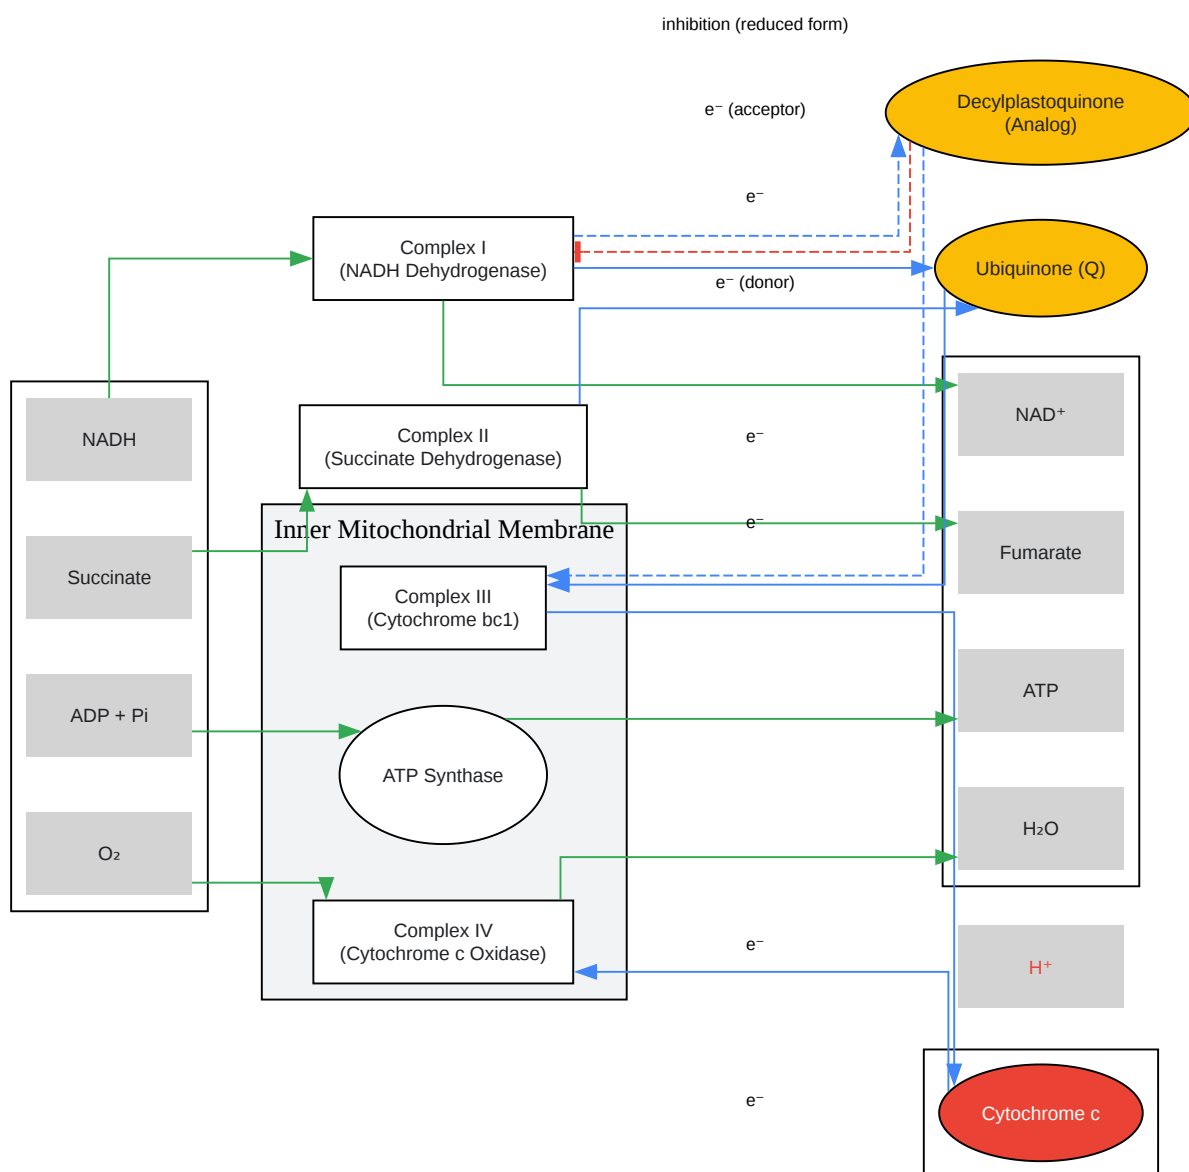 inhibition (reduced form)
Decylplastoquinone
(Analog)
e⁻ (acceptor)
e⁻
Complex I
(NADH Dehydrogenase)
Ubiquinone (Q)
e⁻ (donor)
NADH
NAD⁺
Complex II
(Succinate Dehydrogenase)
e⁻
e⁻
Inner Mitochondrial Membrane
Fumarate
Succinate
Complex III
(Cytochrome bc1)
ATP
ADP + Pi
ATP Synthase
H₂O
O₂
Complex IV
(Cytochrome c Oxidase)
e⁻
H⁺
e⁻
Cytochrome c